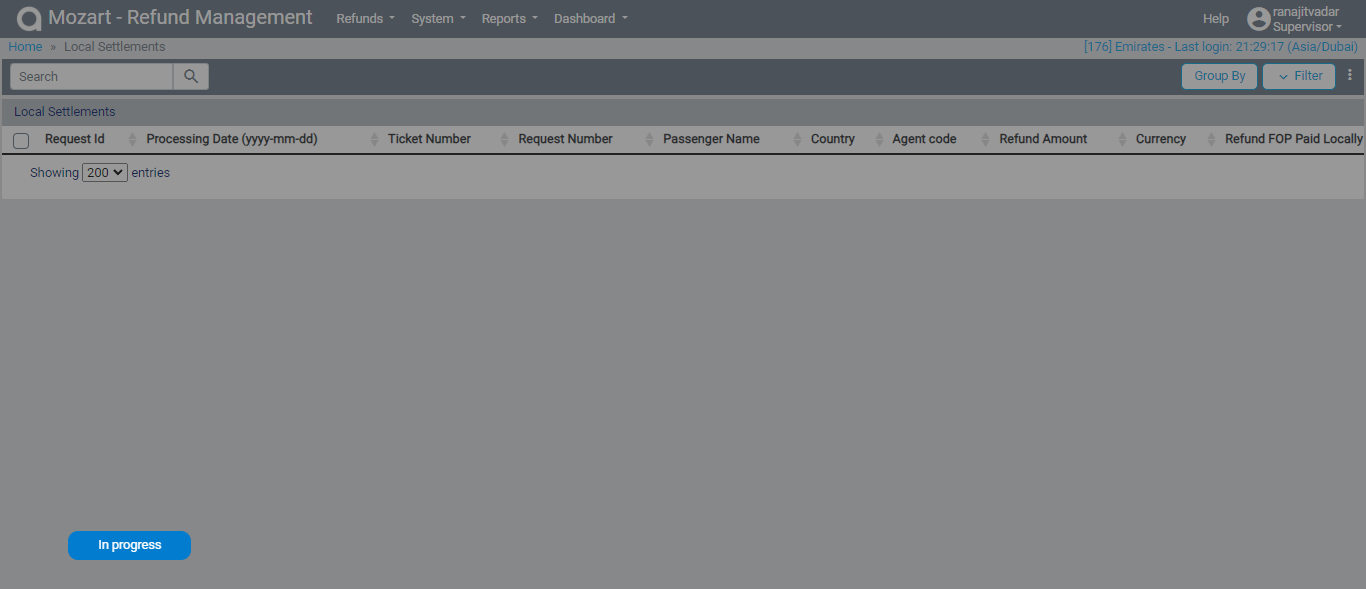 Mozart - Refund Management Refunds System Reports Dashboard Help ranajitvadar
Supervisor
Home » Local Settlements [176] Emirates - Last login: 21:29:17 (Asia/Dubai)
Search Group By Filter
Local Settlements
Request Id Processing Date (yyyy-mm-dd) Ticket Number Request Number Passenger Name Country Agent code Refund Amount Currency Refund FOP Paid Locally
Showing 200 entries
In progress